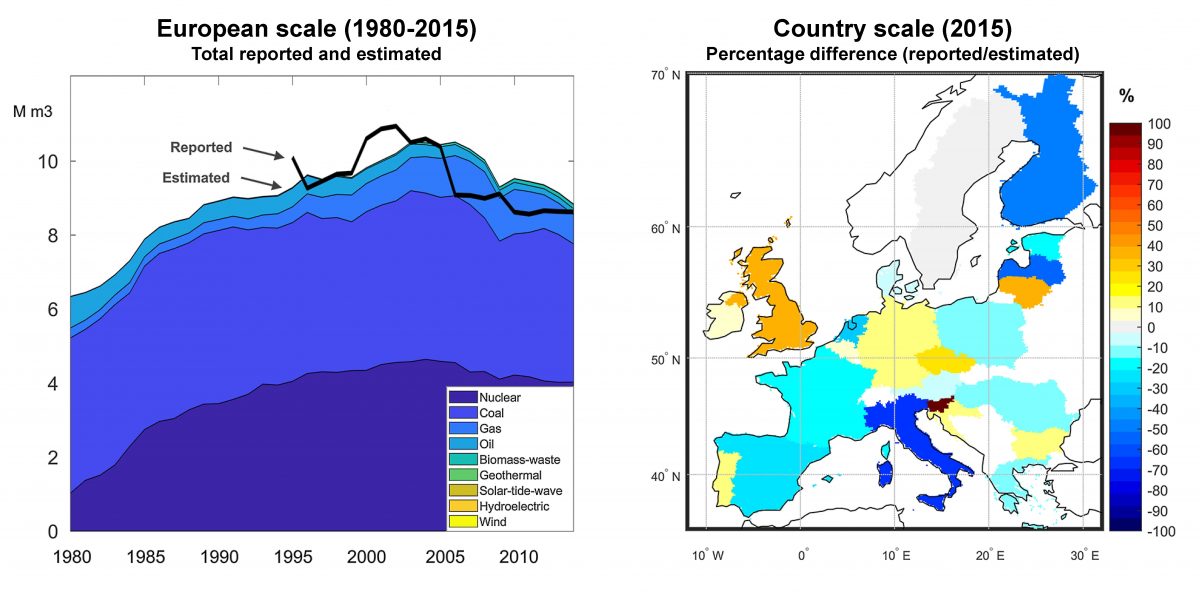 European scale (1980-2015)
Total reported and estimated
M m3
10
8
6
4
2
0
Reported
Estimated
Nuclear
Coal
Gas
Oil
Biomass-waste
Geothermal
Solar-tide-wave
Hydroelectric
Wind
1980 1985 1990 1995 2000 2005 2010
Country scale (2015)
Percentage difference (reported/estimated)
70° N
60° N
50° N
40° N
10° W 0° 10° E 20° E 30° E
%
100
90
80
70
60
50
40
30
20
10
0
-10
-20
-30
-40
-50
-60
-70
-80
-90
-100